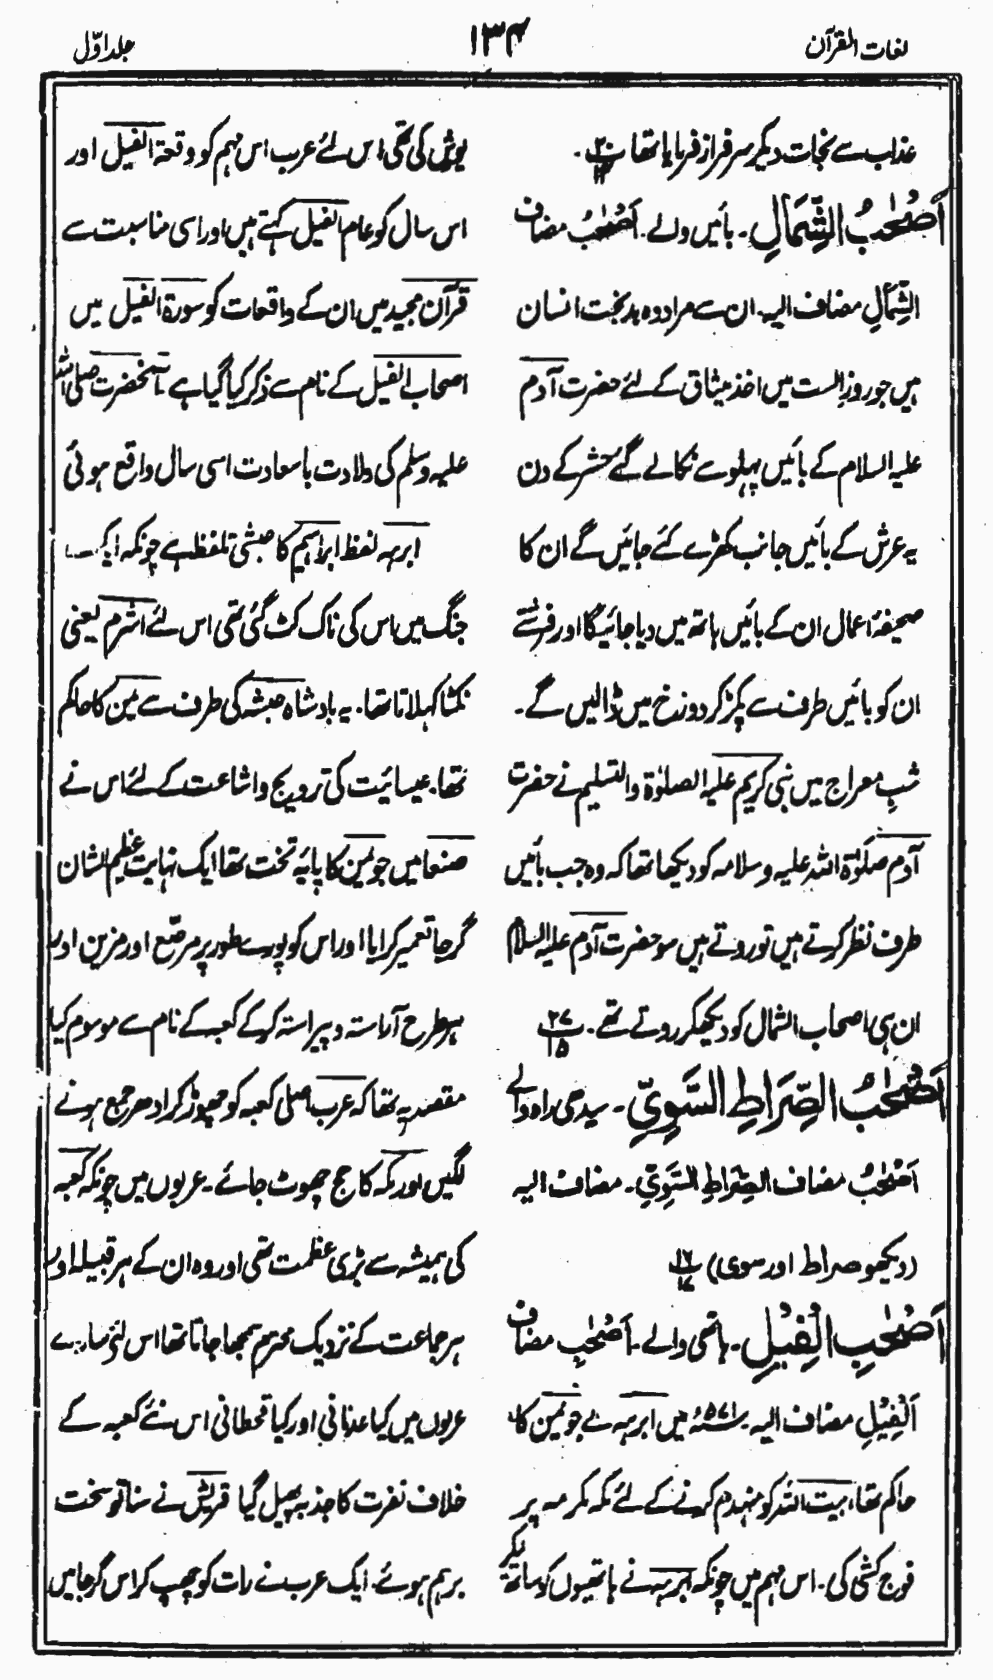 لغات القرآن
۱۳۴
جلد اوّل
عذاب سے نجات دیکر سرفراز فرمایا تھا ۲۰/۱۴ .
اَصْحٰبُ الشِّمَالِ ۔ بائیں والے ۔ اَصْحٰبُ مضاف
الشِّمَالِ مضاف الیہ ۔ ان سے مراد وہ بدبخت انسان
ہیں جو روزِ الست میں اخذ میثاق کے لئے حضرت آدم
علیہ السلام کے بائیں پہلو سے نکالے گئے حشر کے دن
یہ عرش کے بائیں جانب کھڑے کئے جائیں گے ان کا
صحیفۂ اعمال ان کے بائیں ہاتھ میں دیا جائیگا اور فرشتے
ان کو بائیں طرف سے پکڑ کر دوزخ میں ڈالیں گے ۔
شبِ معراج میں نبی کریم علیہ الصلوٰۃ والتسلیم نے حضرت
آدم صلوٰۃ اللہ علیہ وسلامہ کو دیکھا تھا کہ وہ جب بائیں
طرف نظر کرتے ہیں تو روتے ہیں سو حضرت آدم علیہ السلام
ان ہی اصحاب الشمال کو دیکھکر روتے تھے ۔ ۲۷/۱۵
اَصْحٰبُ الصِّرَاطِ السَّوِیِّ ۔ سیدھی راہ والے
اَصْحٰبُ مضاف الصِّرَاطِ السَّوِیِّ ۔ مضاف الیہ
(دیکھو صراط اور سوی) ۱۶/۱۷
اَصْحٰبِ الْفِیْلِ ۔ ہاتھی والے ۔ اَصْحٰبِ مضاف
اَلْفِیْلِ مضاف الیہ ۔ ۵۷۱ء میں ابرہہ نے جو یمن کا
حاکم تھا، بیت اللہ کو منہدم کرنے کے لئے مکہ مکرمہ پر
فوج کشی کی ۔ اس مہم میں چونکہ ابرہہ نے ہاتھیوں کو ساتھ لیکر
یورش کی تھی اس لئے عرب اس مہم کو وقعۃ الفیل اور
اس سال کو عام الفیل کہتے ہیں اور اسی مناسبت سے
قرآن مجید میں ان کے واقعات کو سورۃ الفیل میں
اصحاب الفیل کے نام سے ذکر کیا گیا ہے ۔ آنحضرت صلی اللہ
علیہ وسلم کی ولادت باسعادت اسی سال واقع ہوئی
ابرہہ لفظ ابراہیم کا حبشی تلفظ ہے چونکہ ایک
جنگ میں اس کی ناک کٹ گئی تھی اس لئے اشرم یعنی
نکٹا کہلاتا تھا ۔ یہ بادشاہ حبشہ کی طرف سے یمن کا حاکم
تھا ۔ عیسائیت کی ترویج و اشاعت کے لئے اس نے
صنعا میں جو یمن کا پایہ تخت تھا ایک نہایت عظیم الشان
گرجا تعمیر کرایا اور اس کو پورے طور پر مرصّع اور مزین اور
ہر طرح آراستہ و پیراستہ کر کے کعبہ کے نام سے موسوم کیا
مقصد یہ تھا کہ عرب اصلی کعبہ کو چھوڑ کر ادھر جمع ہونے
لگیں اور مکہ کا حج چھوٹ جائے ۔ عربوں میں چونکہ کعبہ
کی ہمیشہ سے بڑی عظمت تھی اور وہ ان کے ہر قبیلہ اور
ہر جماعت کے نزدیک محترم سمجھا جاتا تھا اس لئے سارے
عربوں میں کیا عدنانی اور کیا قحطانی اس نئے کعبہ کے
خلاف نفرت کا جذبہ پھیل گیا قریش نے سنا تو سخت
برہم ہوئے ۔ ایک عرب نے رات کو چھپ کر اس گرجا میں